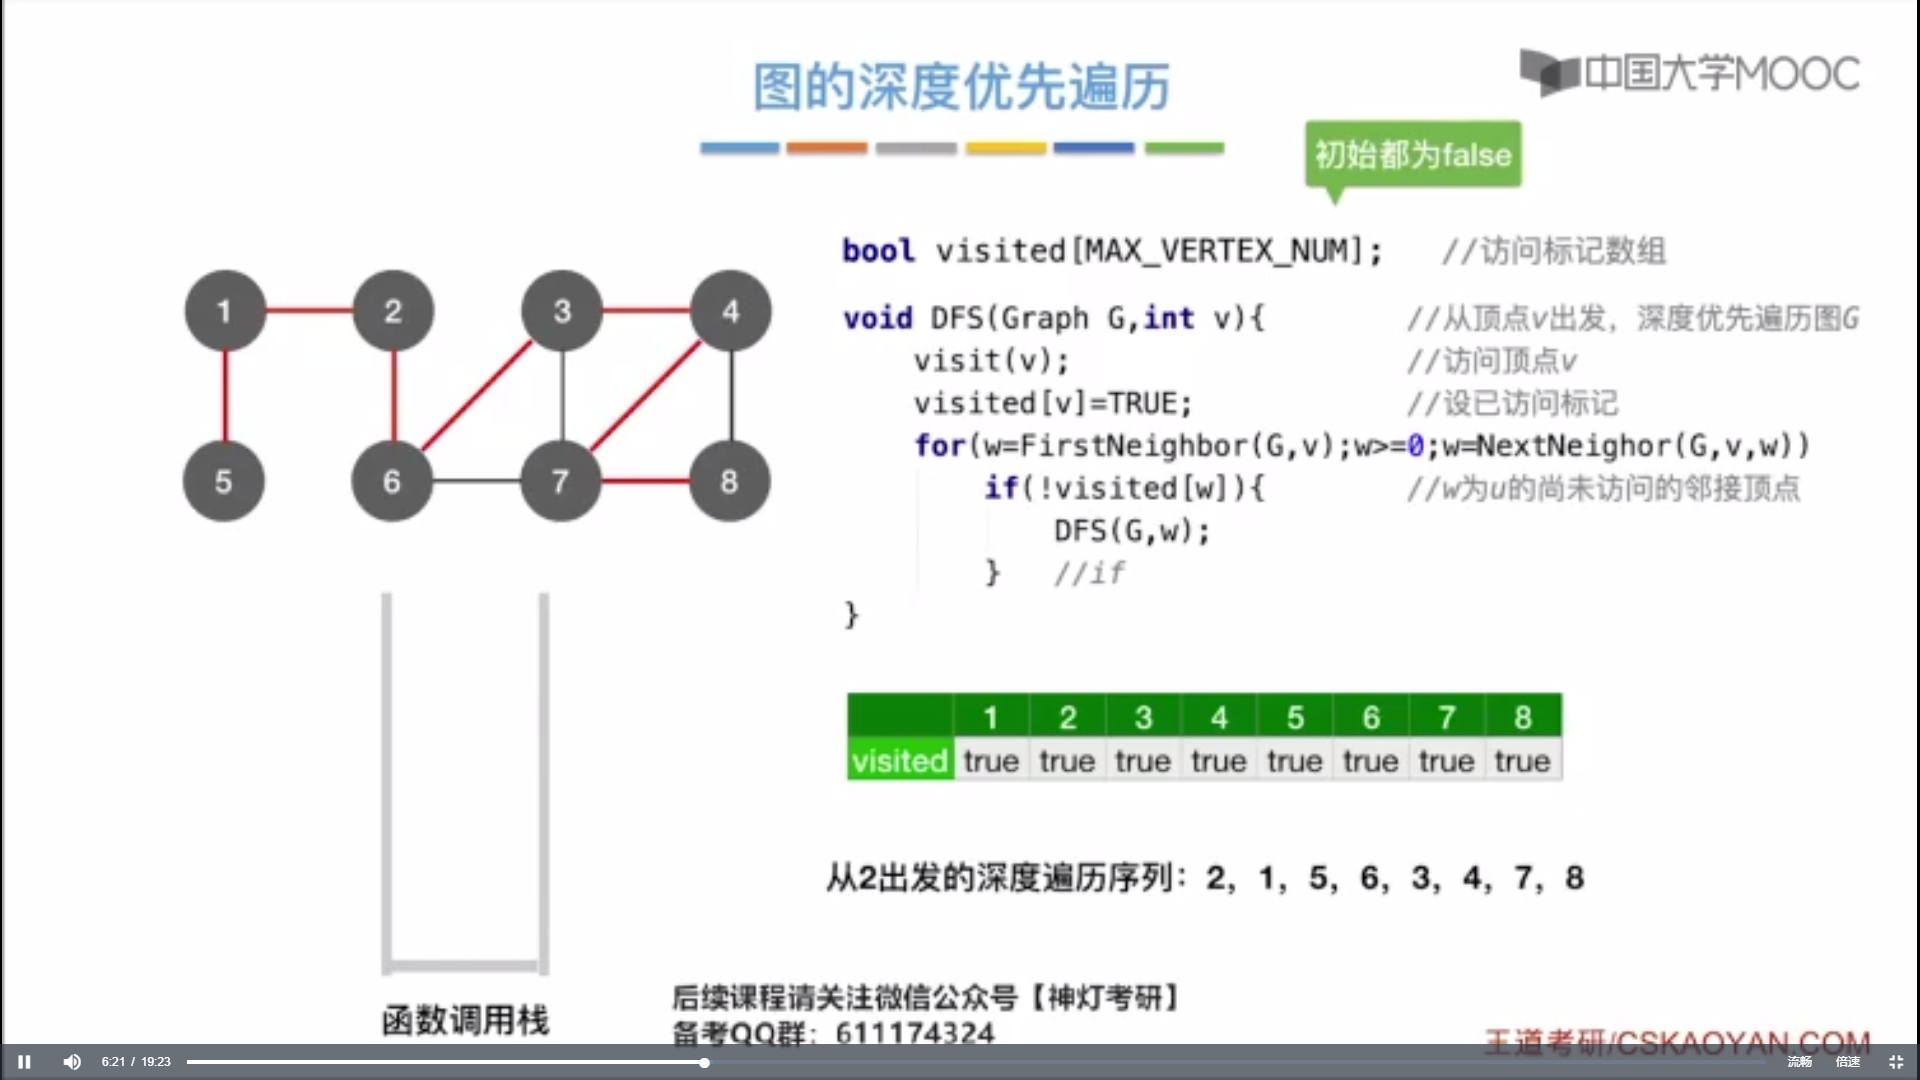 图的深度优先遍历
中国大学MOOC
初始都为false
bool visited[MAX_VERTEX_NUM]; //访问标记数组
void DFS(Graph G,int v){ //从顶点v出发，深度优先遍历图G
visit(v); //访问顶点v
visited[v]=TRUE; //设已访问标记
for(w=FirstNeighbor(G,v);w>=0;w=NextNeighor(G,v,w))
if(!visited[w]){ //w为u的尚未访问的邻接顶点
DFS(G,w);
} //if
}
1 2 3 4
5 6 7 8
1 2 3 4 5 6 7 8
visited true true true true true true true true
从2出发的深度遍历序列：2, 1, 5, 6, 3, 4, 7, 8
函数调用栈
后续课程请关注微信公众号【神灯考研】
备考QQ群：611174324
王道考研/CSKAOYAN.COM
6:21 / 19:23 流畅 倍速